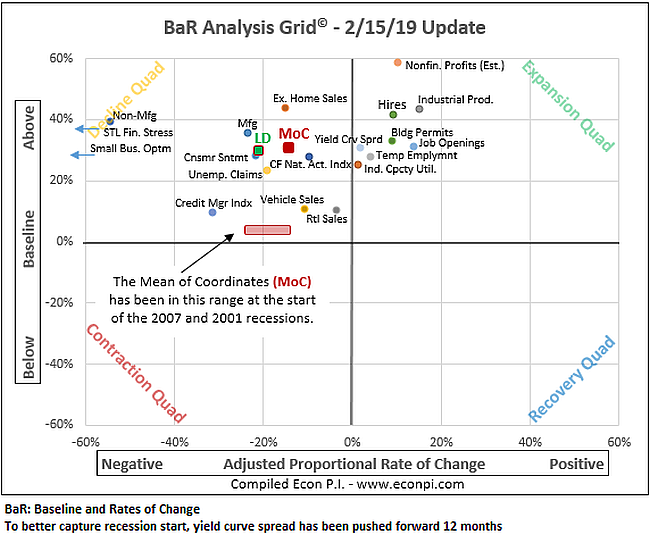 BaR Analysis Grid© - 2/15/19 Update
60%
40%
20%
0%
-20%
-40%
-60%
Above
Baseline
Below
Decline Quad
Expansion Quad
Contraction Quad
Recovery Quad
Nonfin. Profits (Est.)
Ex. Home Sales
Hires
Industrial Prod.
Non-Mfg
STL Fin. Stress
Small Bus. Optm
Mfg
LD
MoC
Yield Crv Sprd
Bldg Permits
Job Openings
Cnsmr Sntmt
CF Nat. Act. Indx
Temp Emplymnt
Unemp. Claims
Ind. Cpcty Util.
Credit Mgr Indx
Vehicle Sales
Rtl Sales
The Mean of Coordinates (MoC)
has been in this range at the start
of the 2007 and 2001 recessions.
-60%
-40%
-20%
0%
20%
40%
60%
Negative Adjusted Proportional Rate of Change Positive
Compiled Econ P.I. - www.econpi.com
BaR: Baseline and Rates of Change
To better capture recession start, yield curve spread has been pushed forward 12 months